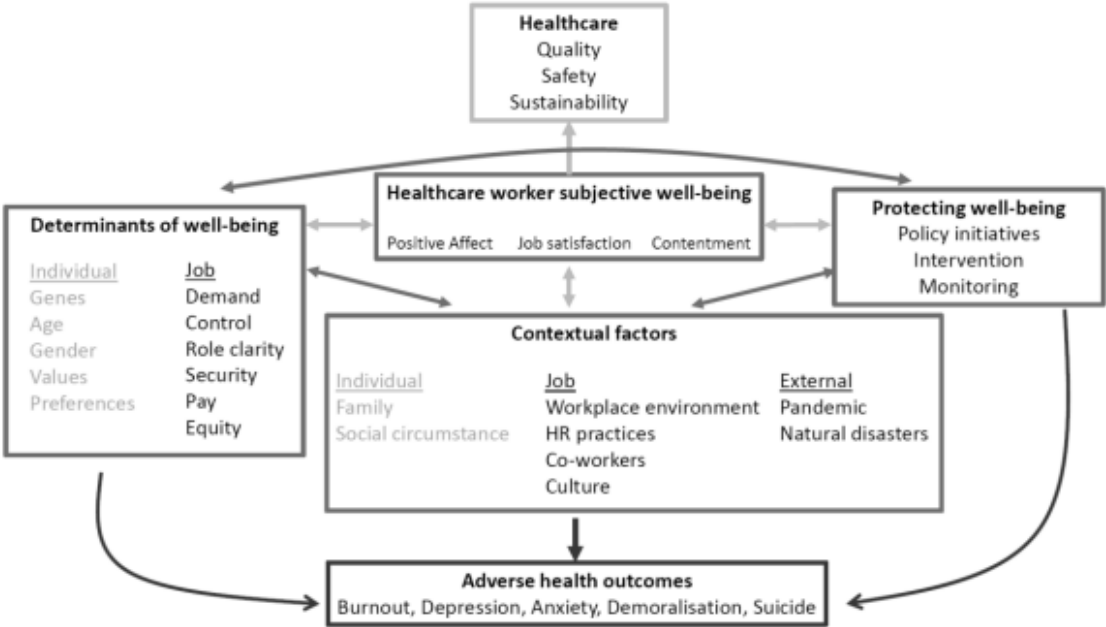 Healthcare
Quality
Safety
Sustainability
Healthcare worker subjective well-being
Positive Affect Job satisfaction Contentment
Determinants of well-being
Individual
Genes
Age
Gender
Values
Preferences
Job
Demand
Control
Role clarity
Security
Pay
Equity
Protecting well-being
Policy initiatives
Intervention
Monitoring
Contextual factors
Individual
Family
Social circumstance
Job
Workplace environment
HR practices
Co-workers
Culture
External
Pandemic
Natural disasters
Adverse health outcomes
Burnout, Depression, Anxiety, Demoralisation, Suicide